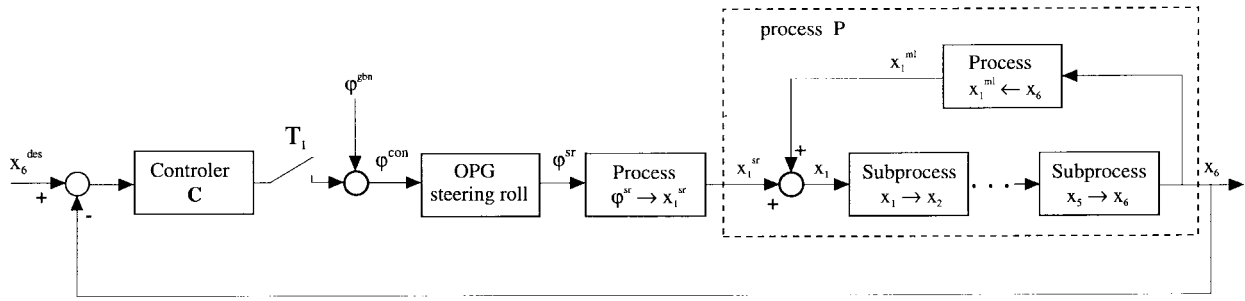 process P
x₁ᵐˡ
Process
x₁ᵐˡ ← x₆
φᵍᵇⁿ
x₆ᵈᵉˢ
+
-
Controler
C
T₁
φᶜᵒⁿ
OPG
steering roll
φˢʳ
Process
φˢʳ → x₁ˢʳ
x₁ˢʳ
+
+
x₁
Subprocess
x₁ → x₂
. . .
Subprocess
x₅ → x₆
x₆